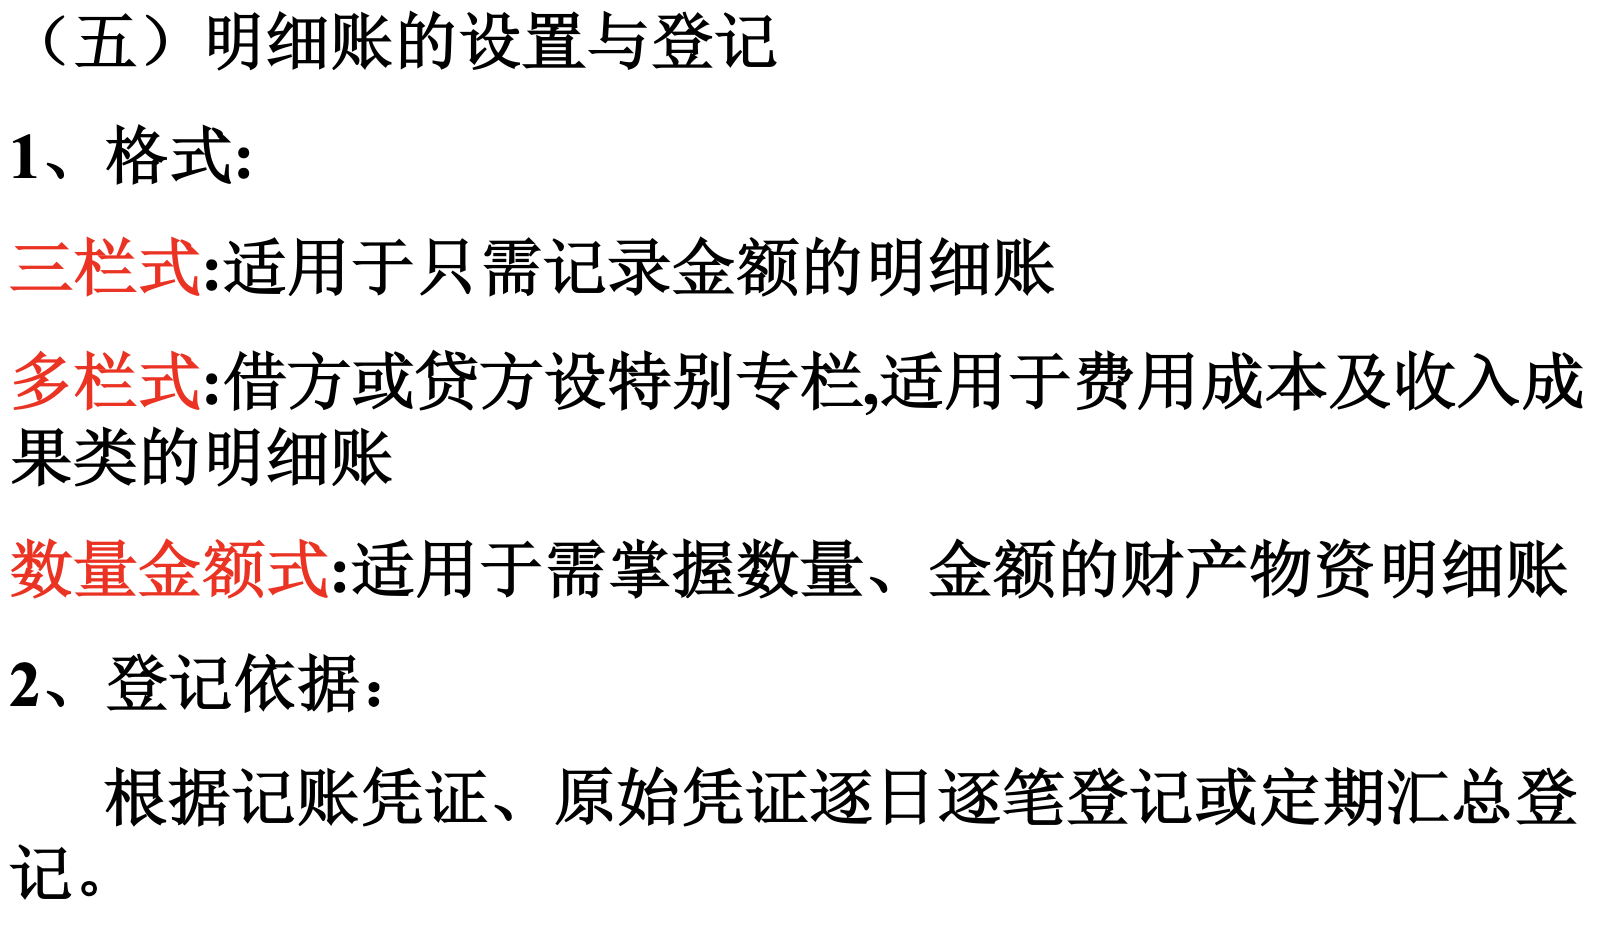 （五）明细账的设置与登记
1、格式:
三栏式:适用于只需记录金额的明细账
多栏式:借方或贷方设特别专栏,适用于费用成本及收入成
果类的明细账
数量金额式:适用于需掌握数量、金额的财产物资明细账
2、登记依据：
根据记账凭证、原始凭证逐日逐笔登记或定期汇总登
记。